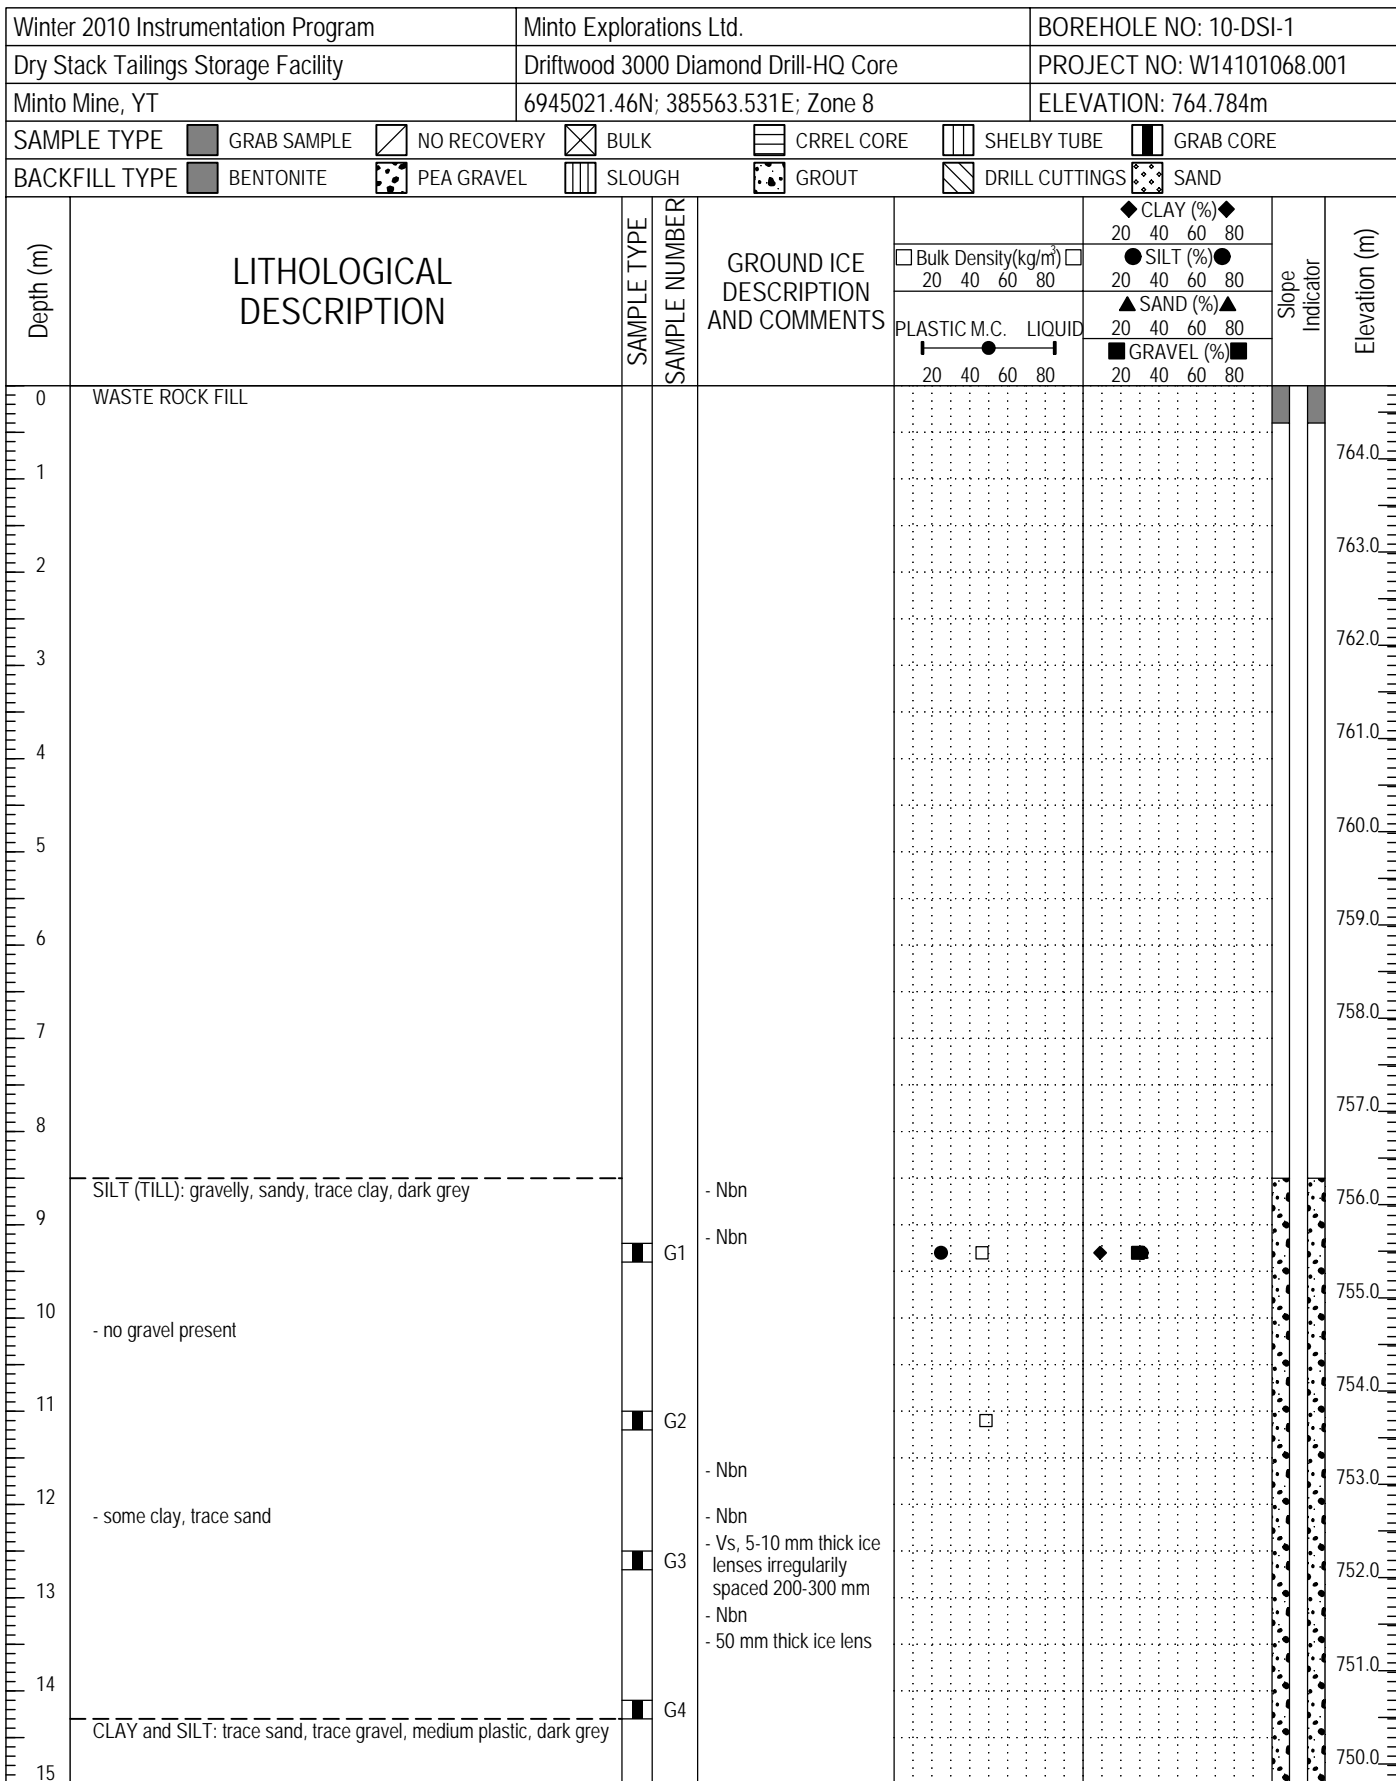 Winter 2010 Instrumentation Program
Minto Explorations Ltd.
BOREHOLE NO: 10-DSI-1
Dry Stack Tailings Storage Facility
Driftwood 3000 Diamond Drill-HQ Core
PROJECT NO: W14101068.001
Minto Mine, YT
6945021.46N; 385563.531E; Zone 8
ELEVATION: 764.784m
SAMPLE TYPE GRAB SAMPLE NO RECOVERY BULK CRREL CORE SHELBY TUBE GRAB CORE
BACKFILL TYPE BENTONITE PEA GRAVEL SLOUGH GROUT DRILL CUTTINGS SAND
Depth (m)
LITHOLOGICAL
DESCRIPTION
SAMPLE TYPE
SAMPLE NUMBER
GROUND ICE
DESCRIPTION
AND COMMENTS
Bulk Density(kg/m³)
20 40 60 80
PLASTIC M.C. LIQUID
20 40 60 80
CLAY (%)
20 40 60 80
SILT (%)
20 40 60 80
SAND (%)
20 40 60 80
GRAVEL (%)
20 40 60 80
Slope
Indicator
Elevation (m)
0 WASTE ROCK FILL
764.0
1
763.0
2
762.0
3
761.0
4
760.0
5
759.0
6
758.0
7
757.0
8
SILT (TILL): gravelly, sandy, trace clay, dark grey
- Nbn
756.0
9
- Nbn
G1
755.0
10
- no gravel present
754.0
11
G2
- Nbn
753.0
12
- some clay, trace sand
- Nbn
- Vs, 5-10 mm thick ice
lenses irregularily
spaced 200-300 mm
G3
752.0
13
- Nbn
- 50 mm thick ice lens
751.0
14
G4
CLAY and SILT: trace sand, trace gravel, medium plastic, dark grey
750.0
15